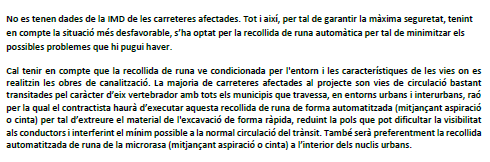 No es tenen dades de la IMD de les carreteres afectades. Tot i així, per tal de garantir la màxima seguretat, tenint
en compte la situació més desfavorable, s'ha optat per la recollida de runa automàtica per tal de minimitzar els
possibles problemes que hi pugui haver.
Cal tenir en compte que la recollida de runa ve condicionada per l'entorn i les característiques de les vies on es
realitzin les obres de canalització. La majoria de carreteres afectades al projecte son vies de circulació bastant
transitades pel caràcter d'eix vertebrador amb tots els municipis que travessa, en entorns urbans i interurbans, raó
per la qual el contractista haurà d'executar aquesta recollida de runa de forma automatitzada (mitjançant aspiració
o cinta) per tal d'extreure el material de l'excavació de forma ràpida, reduint la pols que pot dificultar la visibilitat
als conductors i interferint el mínim possible a la normal circulació del trànsit. També serà preferentment la recollida
automatitzada de runa de la microrasa (mitjançant aspiració o cinta) a l'interior dels nuclis urbans.